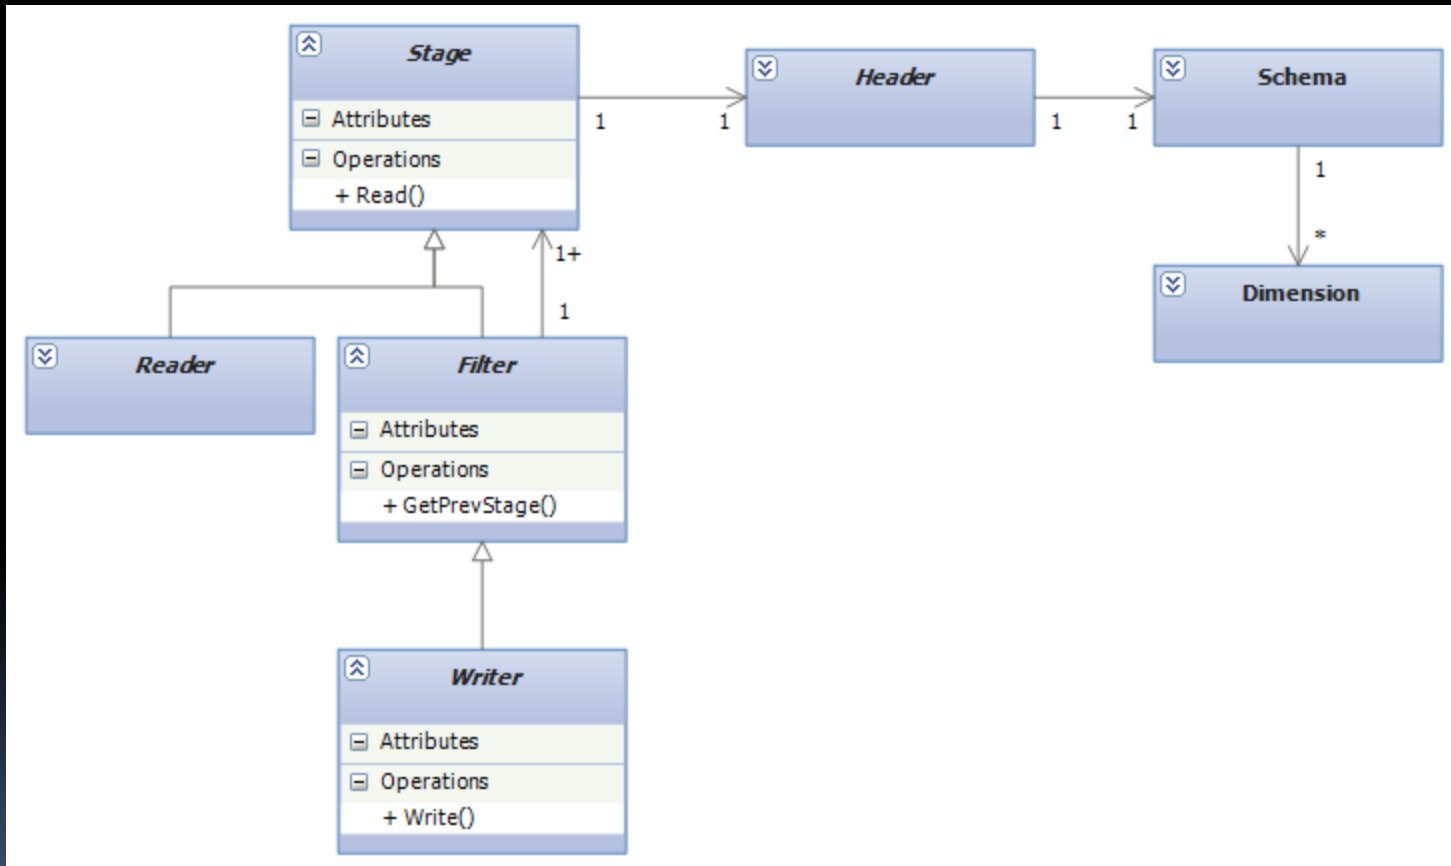 Stage
Attributes
Operations
+ Read()
1
1
Header
1
1
Schema
1
*
Dimension
1+
1
Reader
Filter
Attributes
Operations
+ GetPrevStage()
Writer
Attributes
Operations
+ Write()